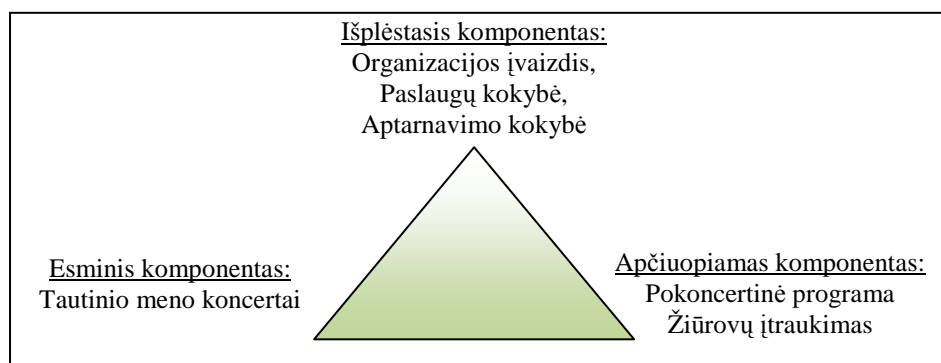 Išplėstasis komponentas:
Organizacijos įvaizdis,
Paslaugų kokybė,
Aptarnavimo kokybė
Esminis komponentas:
Tautinio meno koncertai
Apčiuopiamas komponentas:
Pokoncertinė programa
Žiūrovų įtraukimas